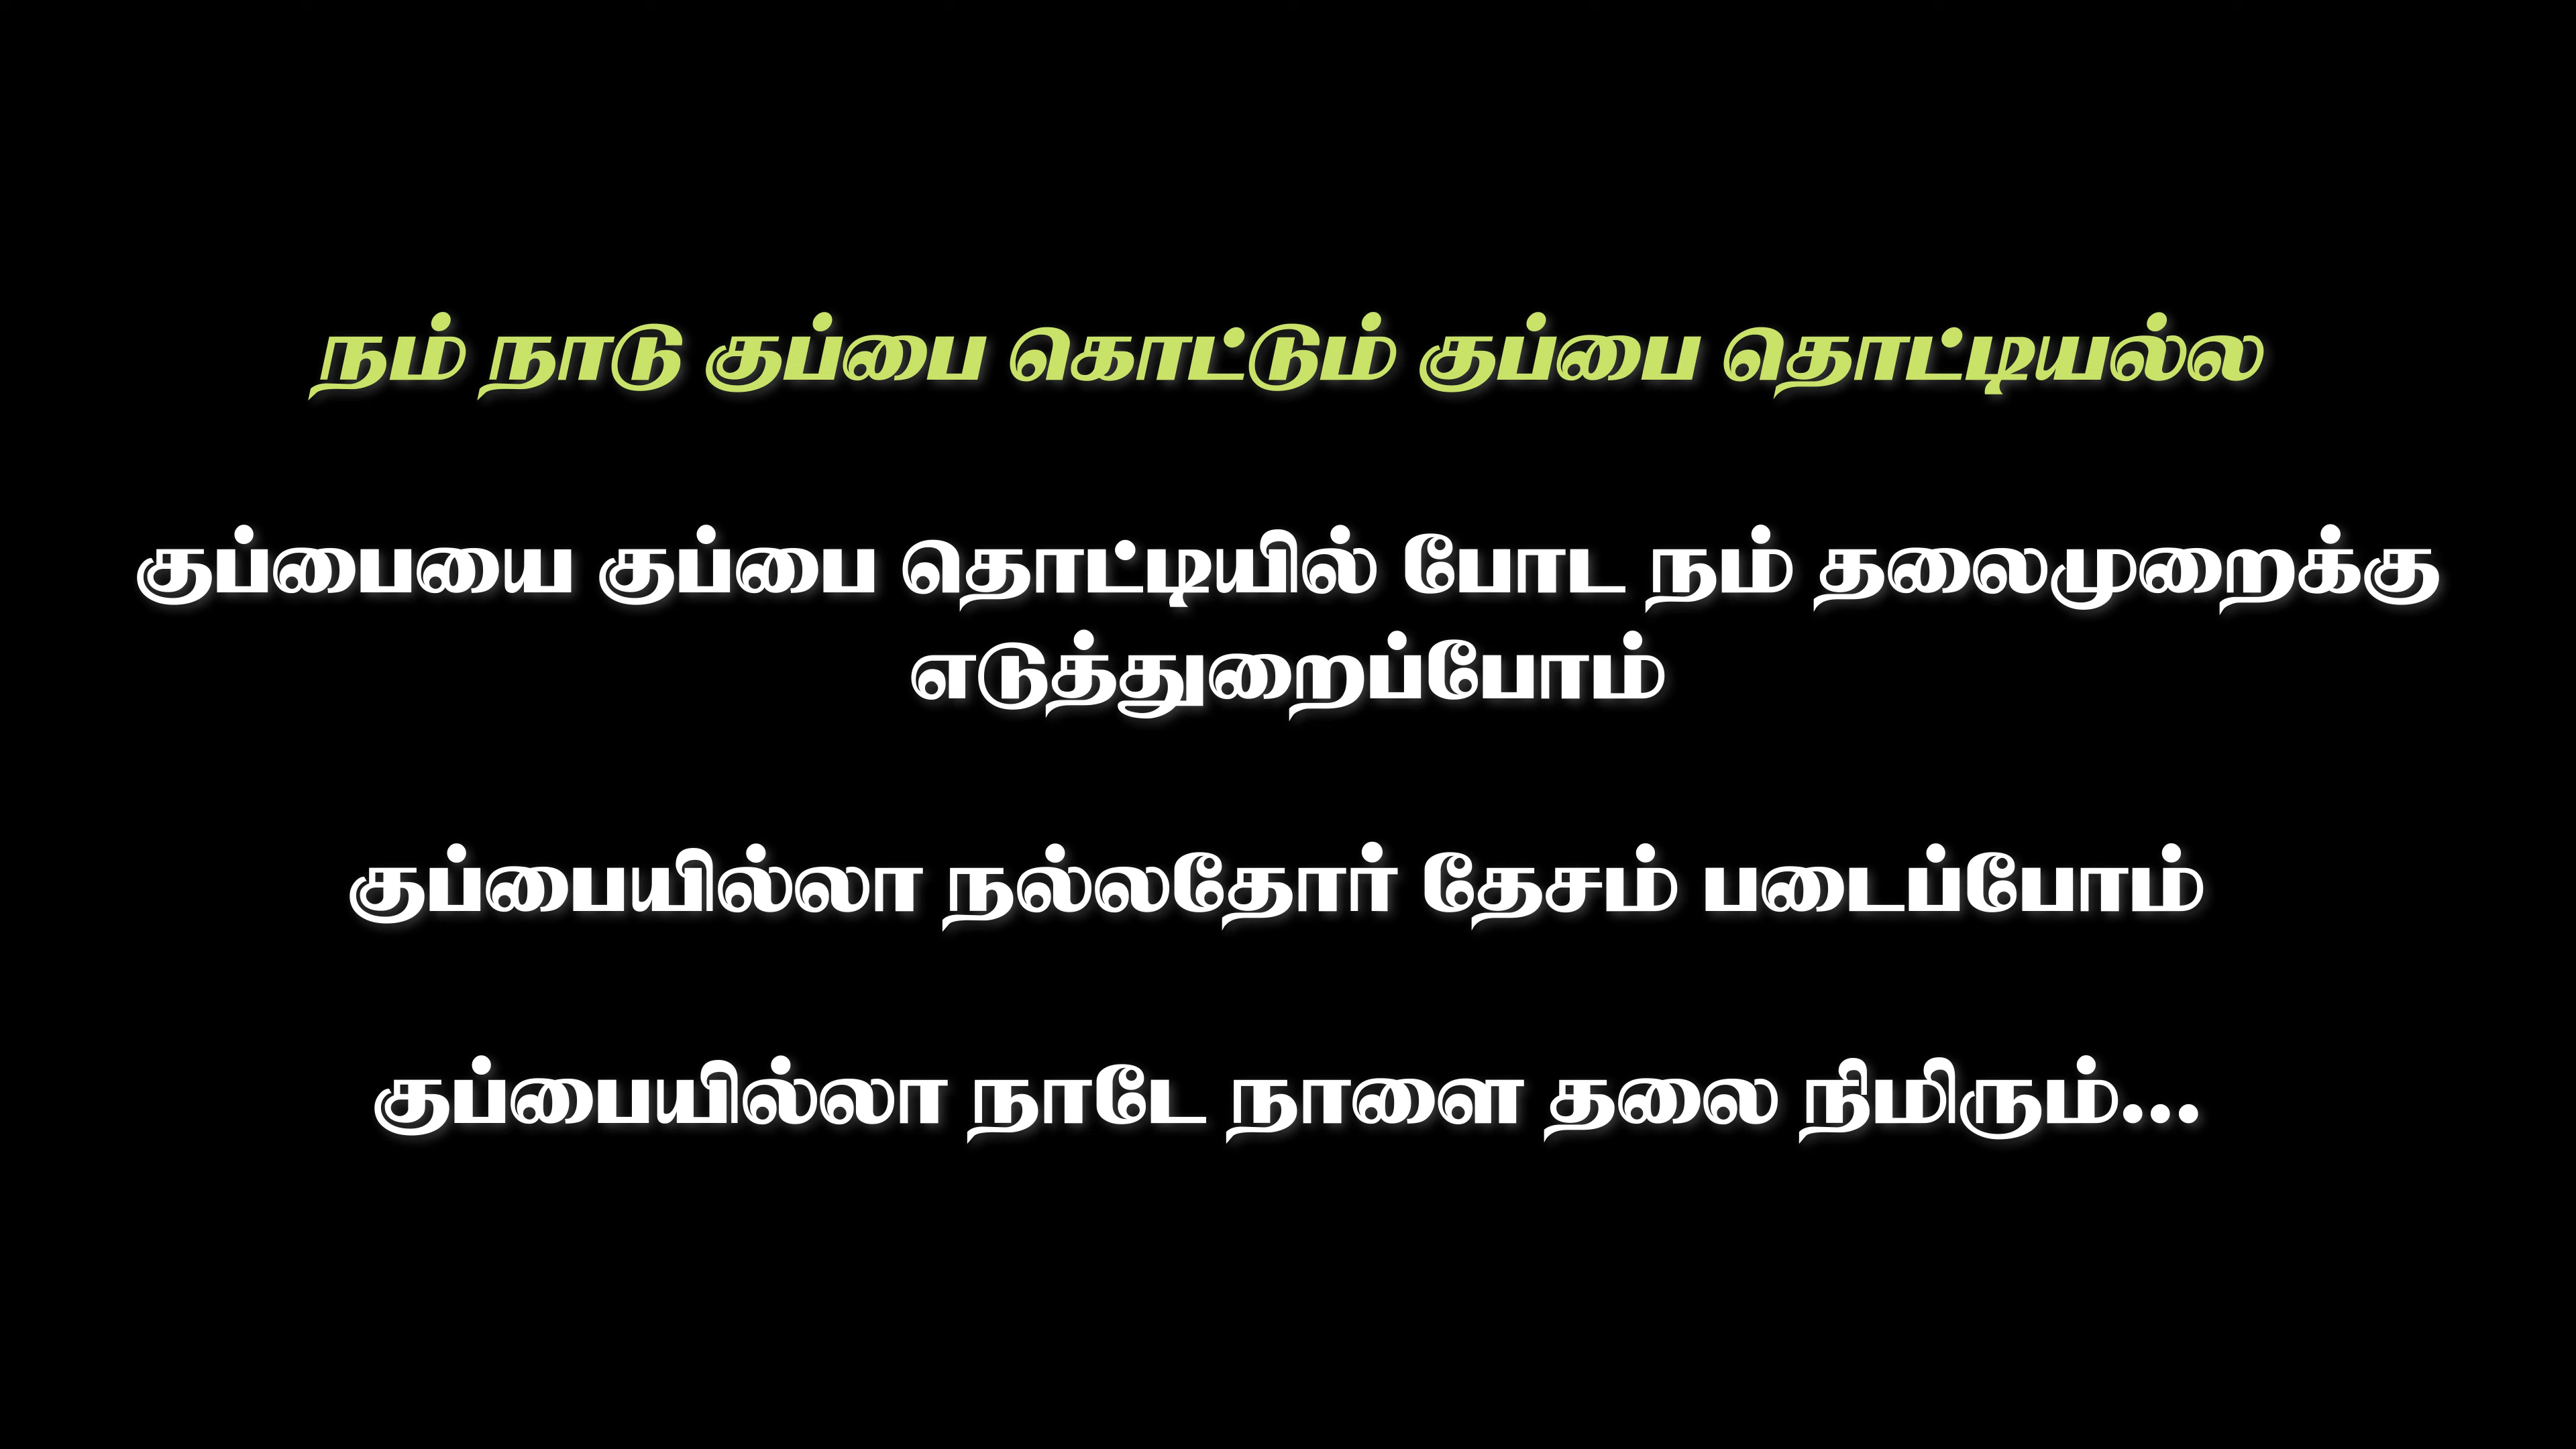 நம் நாடு குப்பை கொட்டும் குப்பை தொட்டியல்ல
குப்பையை குப்பை தொட்டியில் போட நம் தலைமுறைக்கு
எடுத்துறைப்போம்
குப்பையில்லா நல்லதோர் தேசம் படைப்போம்
குப்பையில்லா நாடே நாளை தலை நிமிரும்...